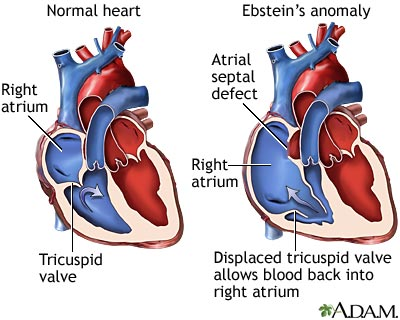 Normal heart
Ebstein's anomaly
Right
atrium
Tricuspid
valve
Atrial
septal
defect
Right
atrium
Displaced tricuspid valve
allows blood back into
right atrium
ADAM.